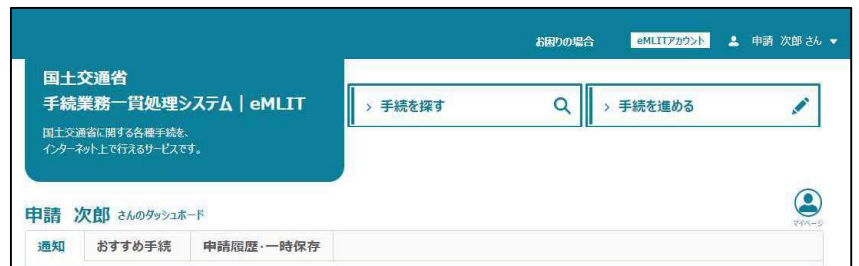 お困りの場合 eMLITアカウント 申請 次郎 さん ▼
国土交通省
手続業務一貫処理システム | eMLIT
国土交通省に関する各種手続を、
インターネット上で行えるサービスです。
> 手続を探す
> 手続を進める
申請 次郎 さんのダッシュボード
マイページ
通知 おすすめ手続 申請履歴・一時保存